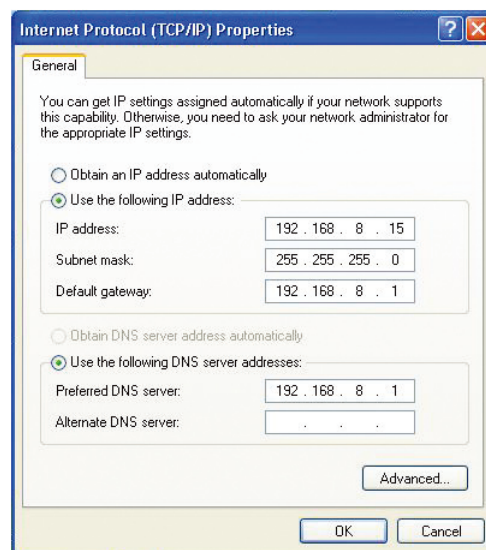 Internet Protocol (TCP/IP) Properties
General
You can get IP settings assigned automatically if your network supports
this capability. Otherwise, you need to ask your network administrator for
the appropriate IP settings.
Obtain an IP address automatically
Use the following IP address:
IP address: 192 . 168 . 8 . 15
Subnet mask: 255 . 255 . 255 . 0
Default gateway: 192 . 168 . 8 . 1
Obtain DNS server address automatically
Use the following DNS server addresses:
Preferred DNS server: 192 . 168 . 8 . 1
Alternate DNS server: . . .
Advanced...
OK Cancel